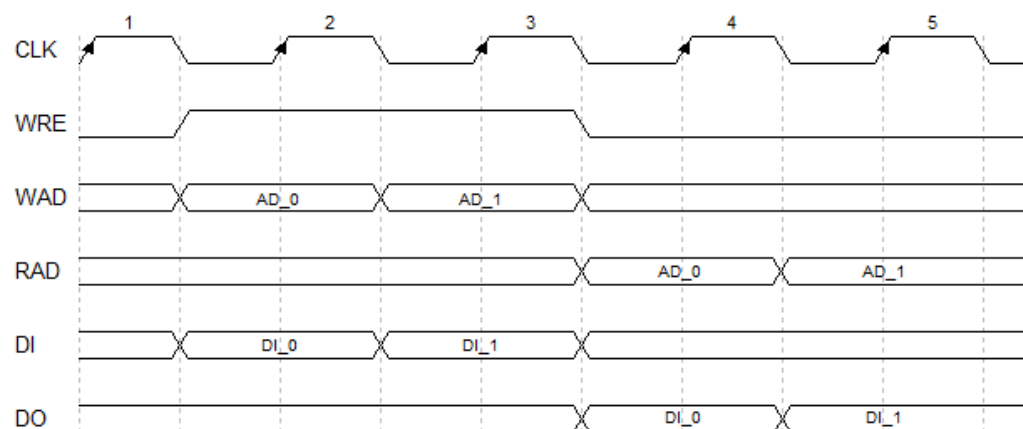 1 2 3 4 5
CLK
WRE
WAD AD_0 AD_1
RAD AD_0 AD_1
DI DI_0 DI_1
DO DI_0 DI_1